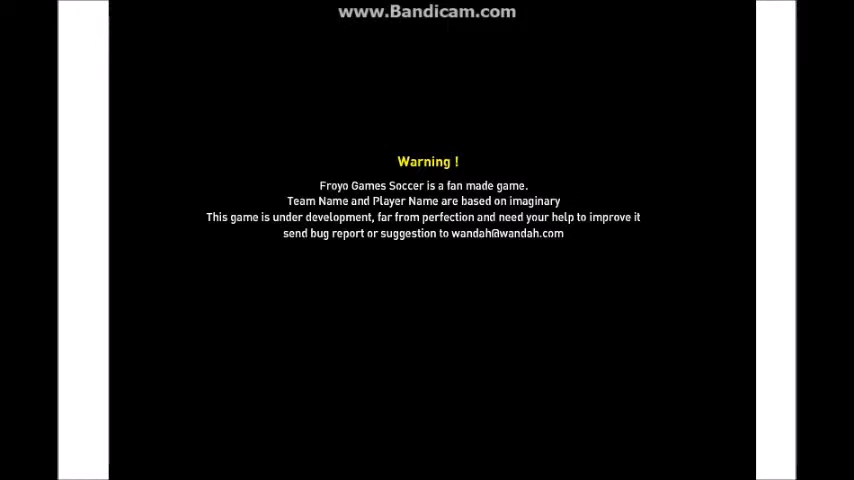 www.Bandicam.com
Warning !
Froyo Games Soccer is a fan made game.
Team Name and Player Name are based on imaginary
This game is under development, far from perfection and need your help to improve it
send bug report or suggestion to wandah@wandah.com